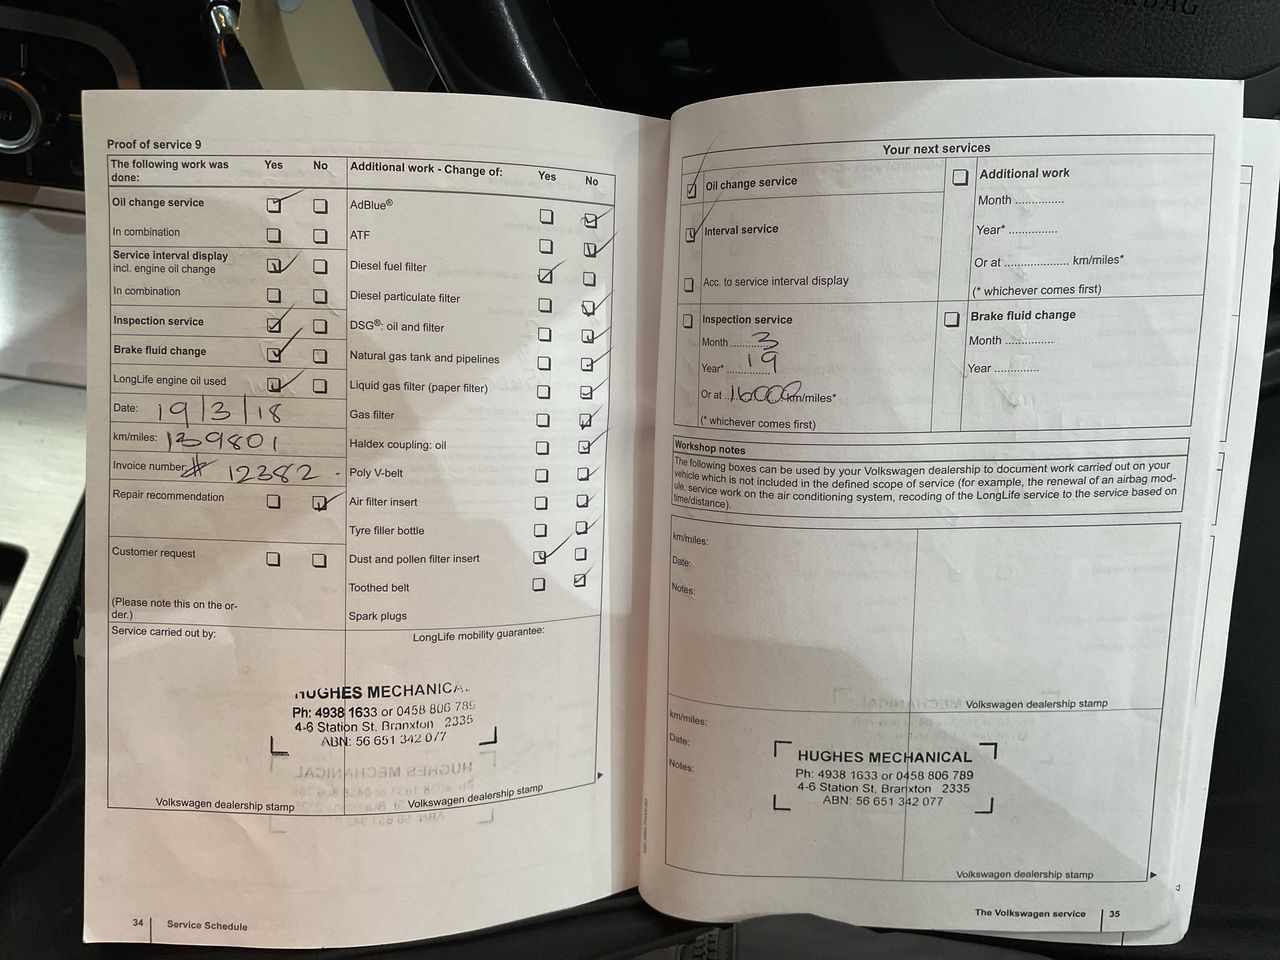 Proof of service 9
The following work was done: Yes No
Oil change service
In combination
Service interval display
incl. engine oil change
In combination
Inspection service
Brake fluid change
LongLife engine oil used
Date: 19/3/18
km/miles: 139801
Invoice number: # 12382
Repair recommendation
Customer request
(Please note this on the or-
der.)
Additional work - Change of: Yes No
AdBlue®
ATF
Diesel fuel filter
Diesel particulate filter
DSG®: oil and filter
Natural gas tank and pipelines
Liquid gas filter (paper filter)
Gas filter
Haldex coupling: oil
Poly V-belt
Air filter insert
Tyre filler bottle
Dust and pollen filter insert
Toothed belt
Spark plugs
Service carried out by:
LongLife mobility guarantee:
HUGHES MECHANICAL
Ph: 4938 1633 or 0458 806 789
4-6 Station St, Branxton 2335
ABN: 56 651 342 077
Volkswagen dealership stamp
Volkswagen dealership stamp
34 Service Schedule
Your next services
Oil change service
Interval service
Acc. to service interval display
Inspection service
Month 3
Year* 19
Or at 16000 km/miles*
(* whichever comes first)
Additional work
Month ..............
Year* ..............
Or at .................... km/miles*
(* whichever comes first)
Brake fluid change
Month ..............
Year .............
Workshop notes
The following boxes can be used by your Volkswagen dealership to document work carried out on your
vehicle which is not included in the defined scope of service (for example, the renewal of an airbag mod-
ule, service work on the air conditioning system, recoding of the LongLife service to the service based on
time/distance).
km/miles:
Date:
Notes:
Volkswagen dealership stamp
km/miles:
Date:
Notes:
HUGHES MECHANICAL
Ph: 4938 1633 or 0458 806 789
4-6 Station St, Branxton 2335
ABN: 56 651 342 077
Volkswagen dealership stamp
The Volkswagen service 35